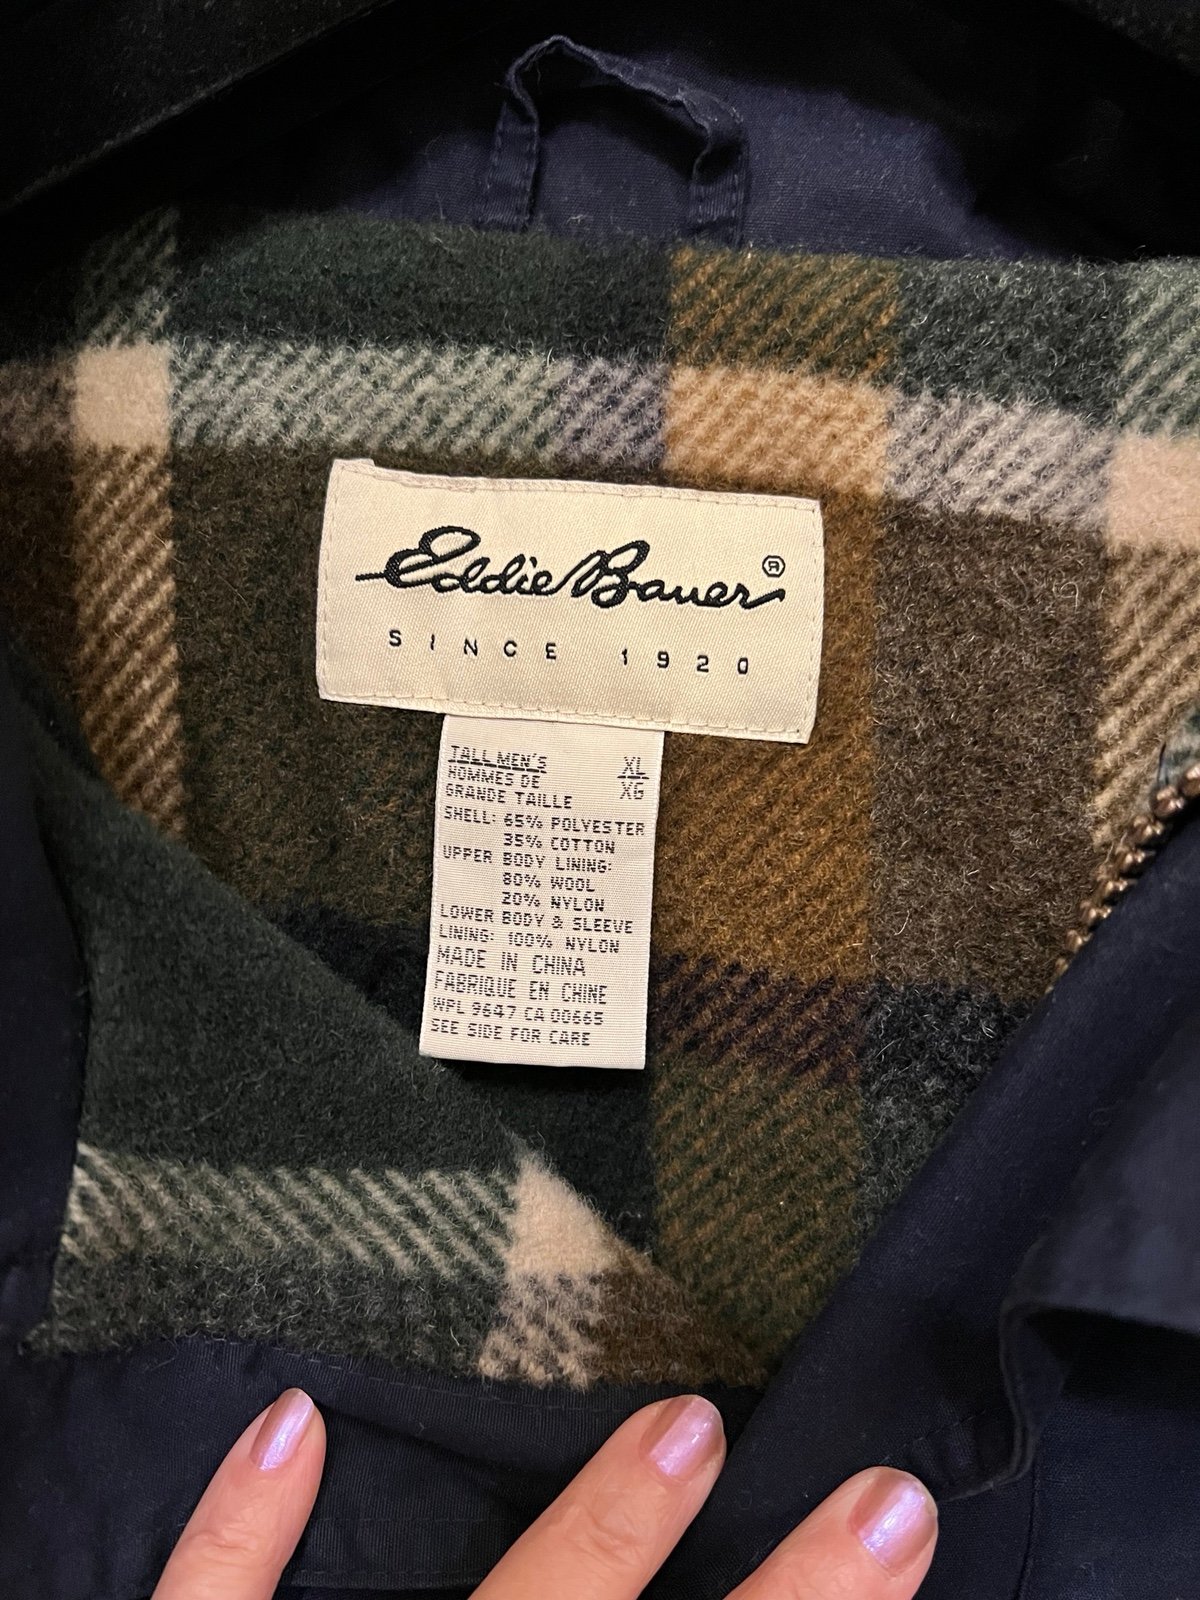 Eddie Bauer®
SINCE 1920
TALL MEN'S XL
HOMMES DE XG
GRANDE TAILLE
SHELL: 65% POLYESTER
35% COTTON
UPPER BODY LINING:
80% WOOL
20% NYLON
LOWER BODY & SLEEVE
LINING: 100% NYLON
MADE IN CHINA
FABRIQUE EN CHINE
WPL 9647 CA 00665
SEE SIDE FOR CARE